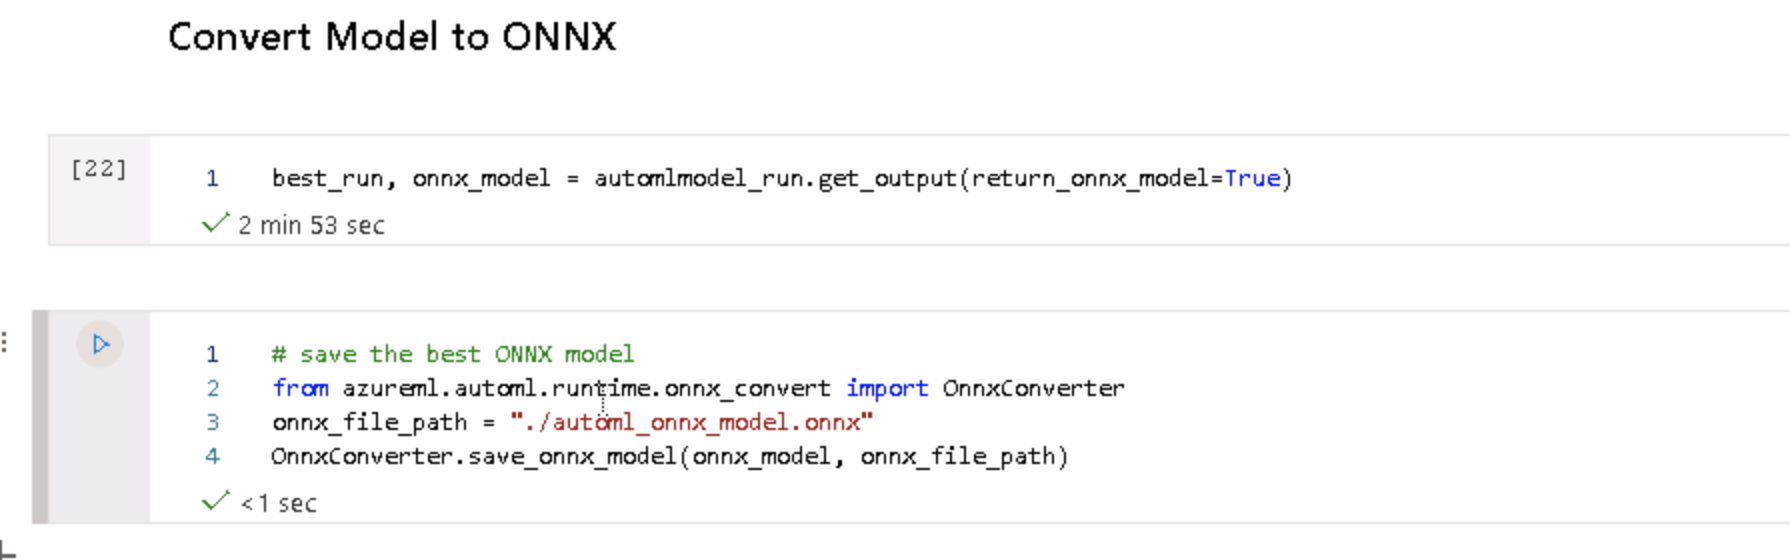 Convert Model to ONNX
[22]
1 best_run, onnx_model = automlmodel_run.get_output(return_onnx_model=True)
2 min 53 sec
1 # save the best ONNX model
2 from azureml.automl.runtime.onnx_convert import OnnxConverter
3 onnx_file_path = "./automl_onnx_model.onnx"
4 OnnxConverter.save_onnx_model(onnx_model, onnx_file_path)
<1 sec